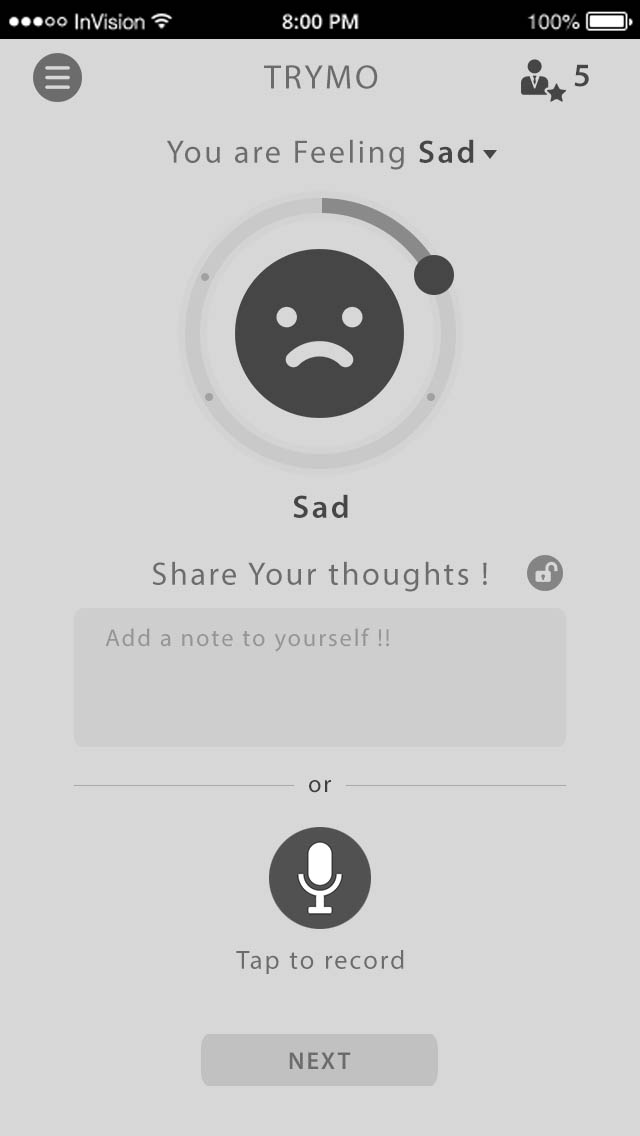 InVision 8:00 PM 100%
TRYMO 5
You are Feeling Sad
Sad
Share Your thoughts !
Add a note to yourself !!
or
Tap to record
NEXT